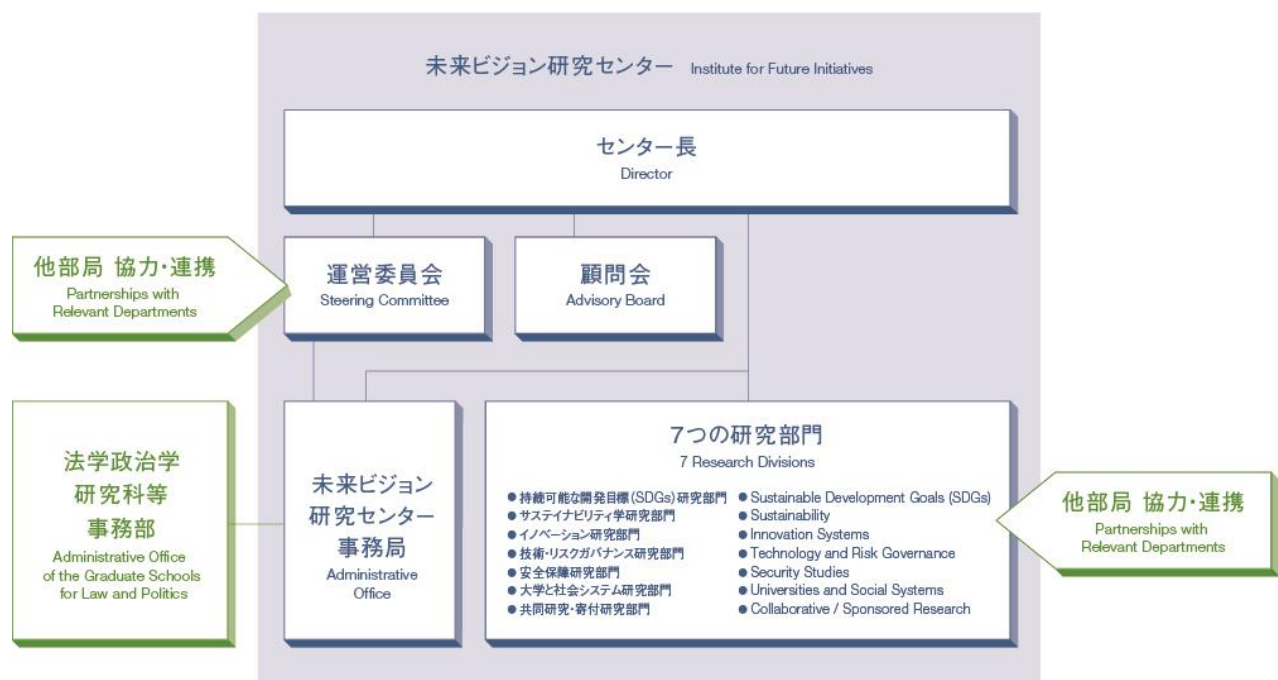 未来ビジョン研究センター Institute for Future Initiatives
センター長
Director
他部局 協力・連携
Partnerships with
Relevant Departments
運営委員会
Steering Committee
顧問会
Advisory Board
法学政治学
研究科等
事務部
Administrative Office
of the Graduate Schools
for Law and Politics
未来ビジョン
研究センター
事務局
Administrative
Office
7つの研究部門
7 Research Divisions
● 持続可能な開発目標(SDGs)研究部門
● サステイナビリティ学研究部門
● イノベーション研究部門
● 技術・リスクガバナンス研究部門
● 安全保障研究部門
● 大学と社会システム研究部門
● 共同研究・寄付研究部門
● Sustainable Development Goals (SDGs)
● Sustainability
● Innovation Systems
● Technology and Risk Governance
● Security Studies
● Universities and Social Systems
● Collaborative / Sponsored Research
他部局 協力・連携
Partnerships with
Relevant Departments